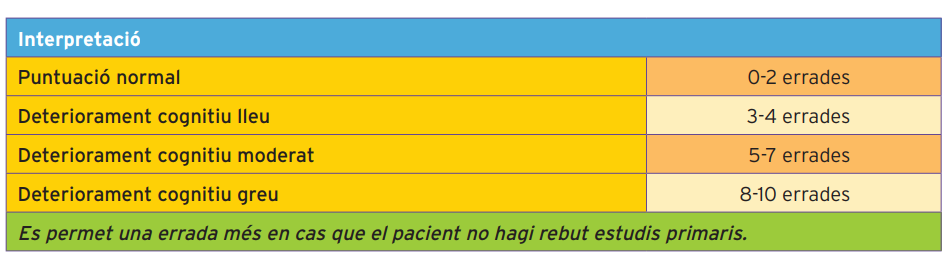 Interpretació
Puntuació normal 0-2 errades
Deteriorament cognitiu lleu 3-4 errades
Deteriorament cognitiu moderat 5-7 errades
Deteriorament cognitiu greu 8-10 errades
Es permet una errada més en cas que el pacient no hagi rebut estudis primaris.